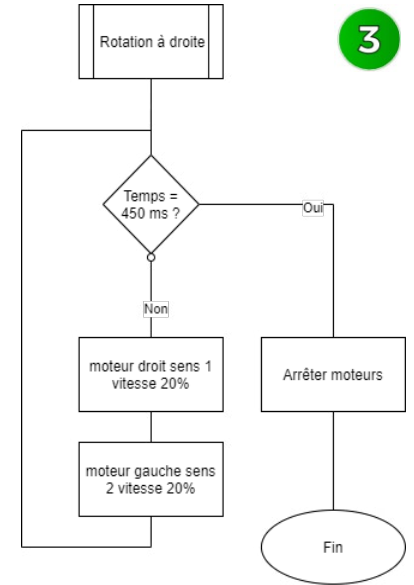 Rotation à droite
3
Temps =
450 ms ?
Oui
Non
moteur droit sens 1
vitesse 20%
Arrêter moteurs
moteur gauche sens
2 vitesse 20%
Fin